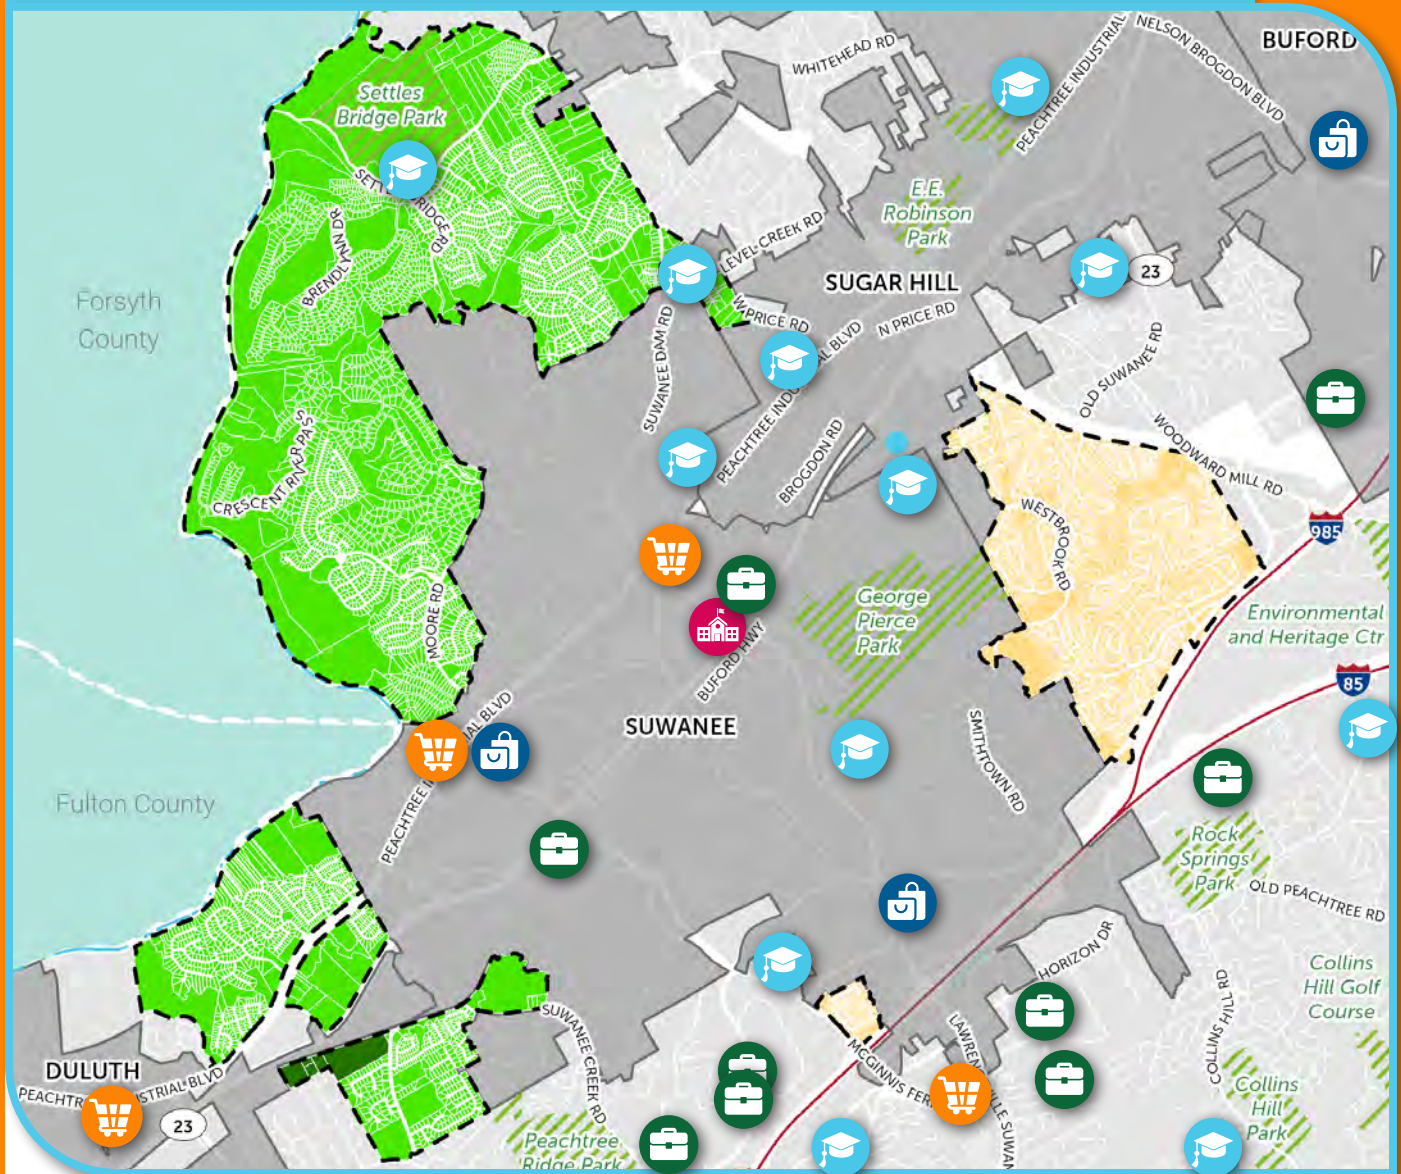 BUFORD
NELSON BROGDON BLVD
PEACHTREE INDUSTRIAL
WHITEHEAD RD
Settles
Bridge Park
E.E.
Robinson
Park
LEVEL CREEK RD
BRENDLYNN DR
SUGAR HILL
23
Forsyth
County
W PRICE RD
N PRICE RD
SUWANEE DAM RD
OLD SUWANEE RD
PEACHTREE
BROGDON RD
WOODWARD MILL RD
CRESCENT RIVER PASS
WESTBROOK RD
985
George
Pierce
Park
Environmental
and Heritage Ctr
MOORE RD
BUFORD HWY
85
SUWANEE
SMITHTOWN RD
Fulton County
PEACHTREE
Rock
Springs
Park
OLD PEACHTREE RD
HORIZON DR
Collins
Hill Golf
Course
COLLINS HILL RD
SUWANEE CREEK RD
MCGINNIS
DULUTH
23
Collins
Hill
Park
Peachtree
Ridge Park